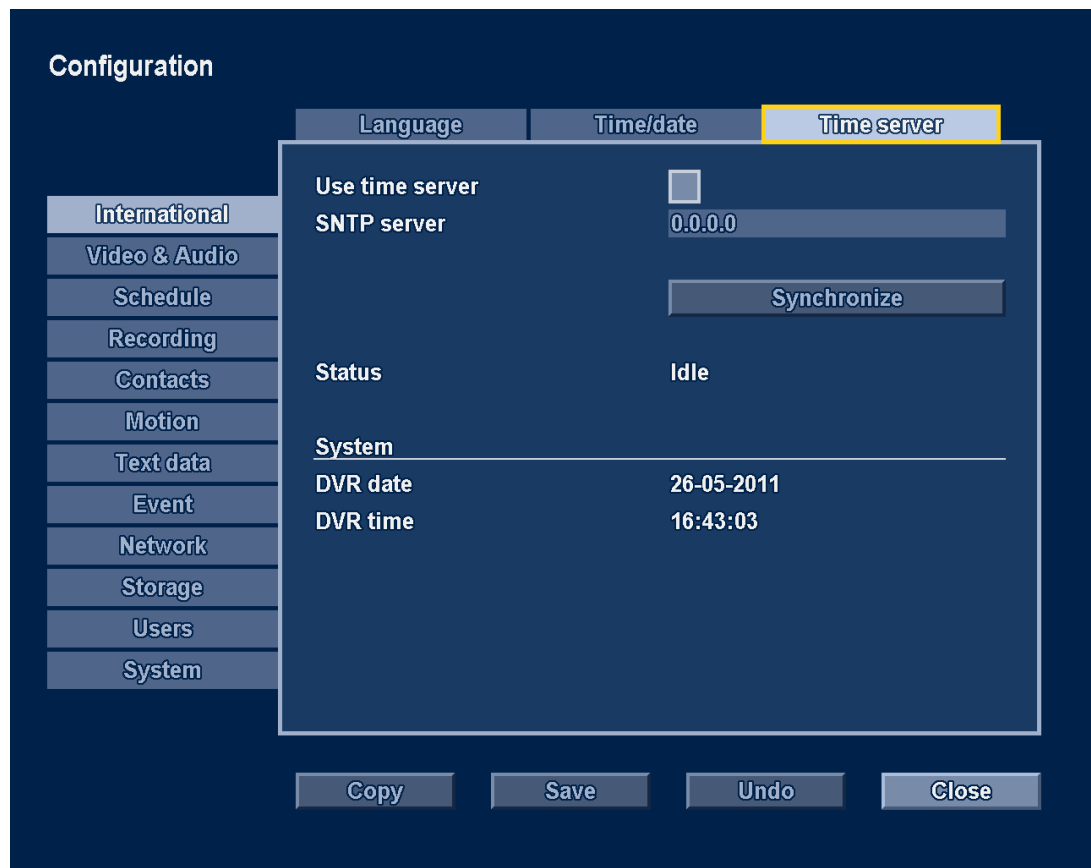 Configuration
Language Time/date Time server
International
Video & Audio
Schedule
Recording
Contacts
Motion
Text data
Event
Network
Storage
Users
System
Use time server
SNTP server 0.0.0.0
Synchronize
Status Idle
System
DVR date 26-05-2011
DVR time 16:43:03
Copy Save Undo Close